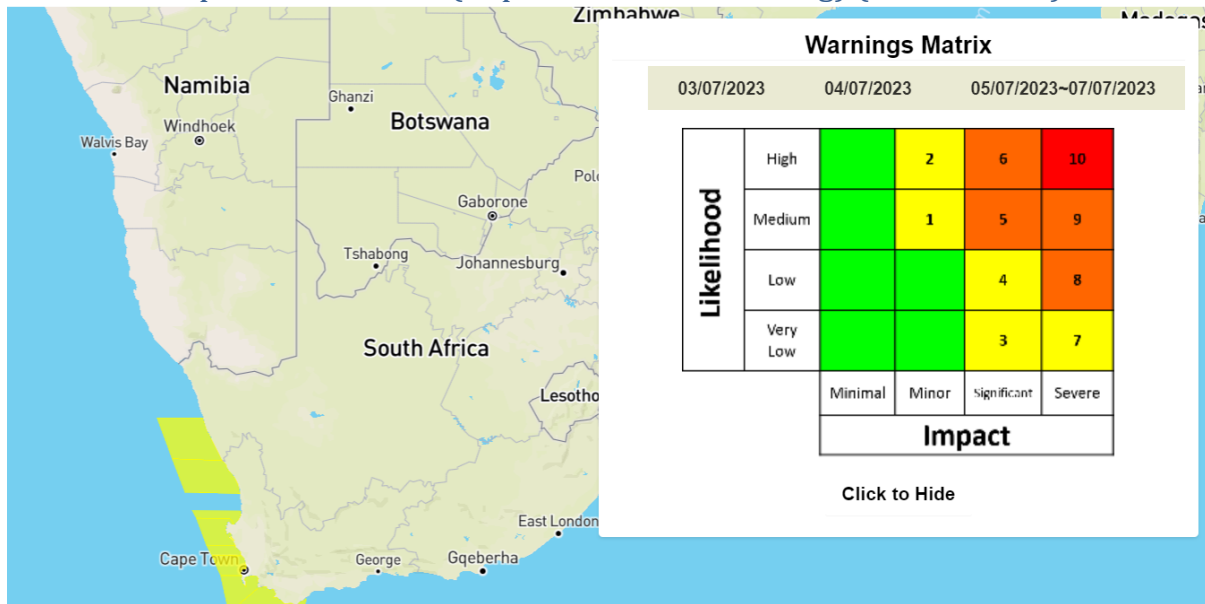 Zimbabwe
Namibia
Ghanzi
Botswana
Windhoek
Walvis Bay
Gaborone
Tshabong
Johannesburg
South Africa
Lesotho
East London
Cape Town
George
Gqeberha
Warnings Matrix
03/07/2023 04/07/2023 05/07/2023~07/07/2023
Likelihood
High 2 6 10
Medium 1 5 9
Low 4 8
Very
Low 3 7
Minimal Minor Significant Severe
Impact
Click to Hide